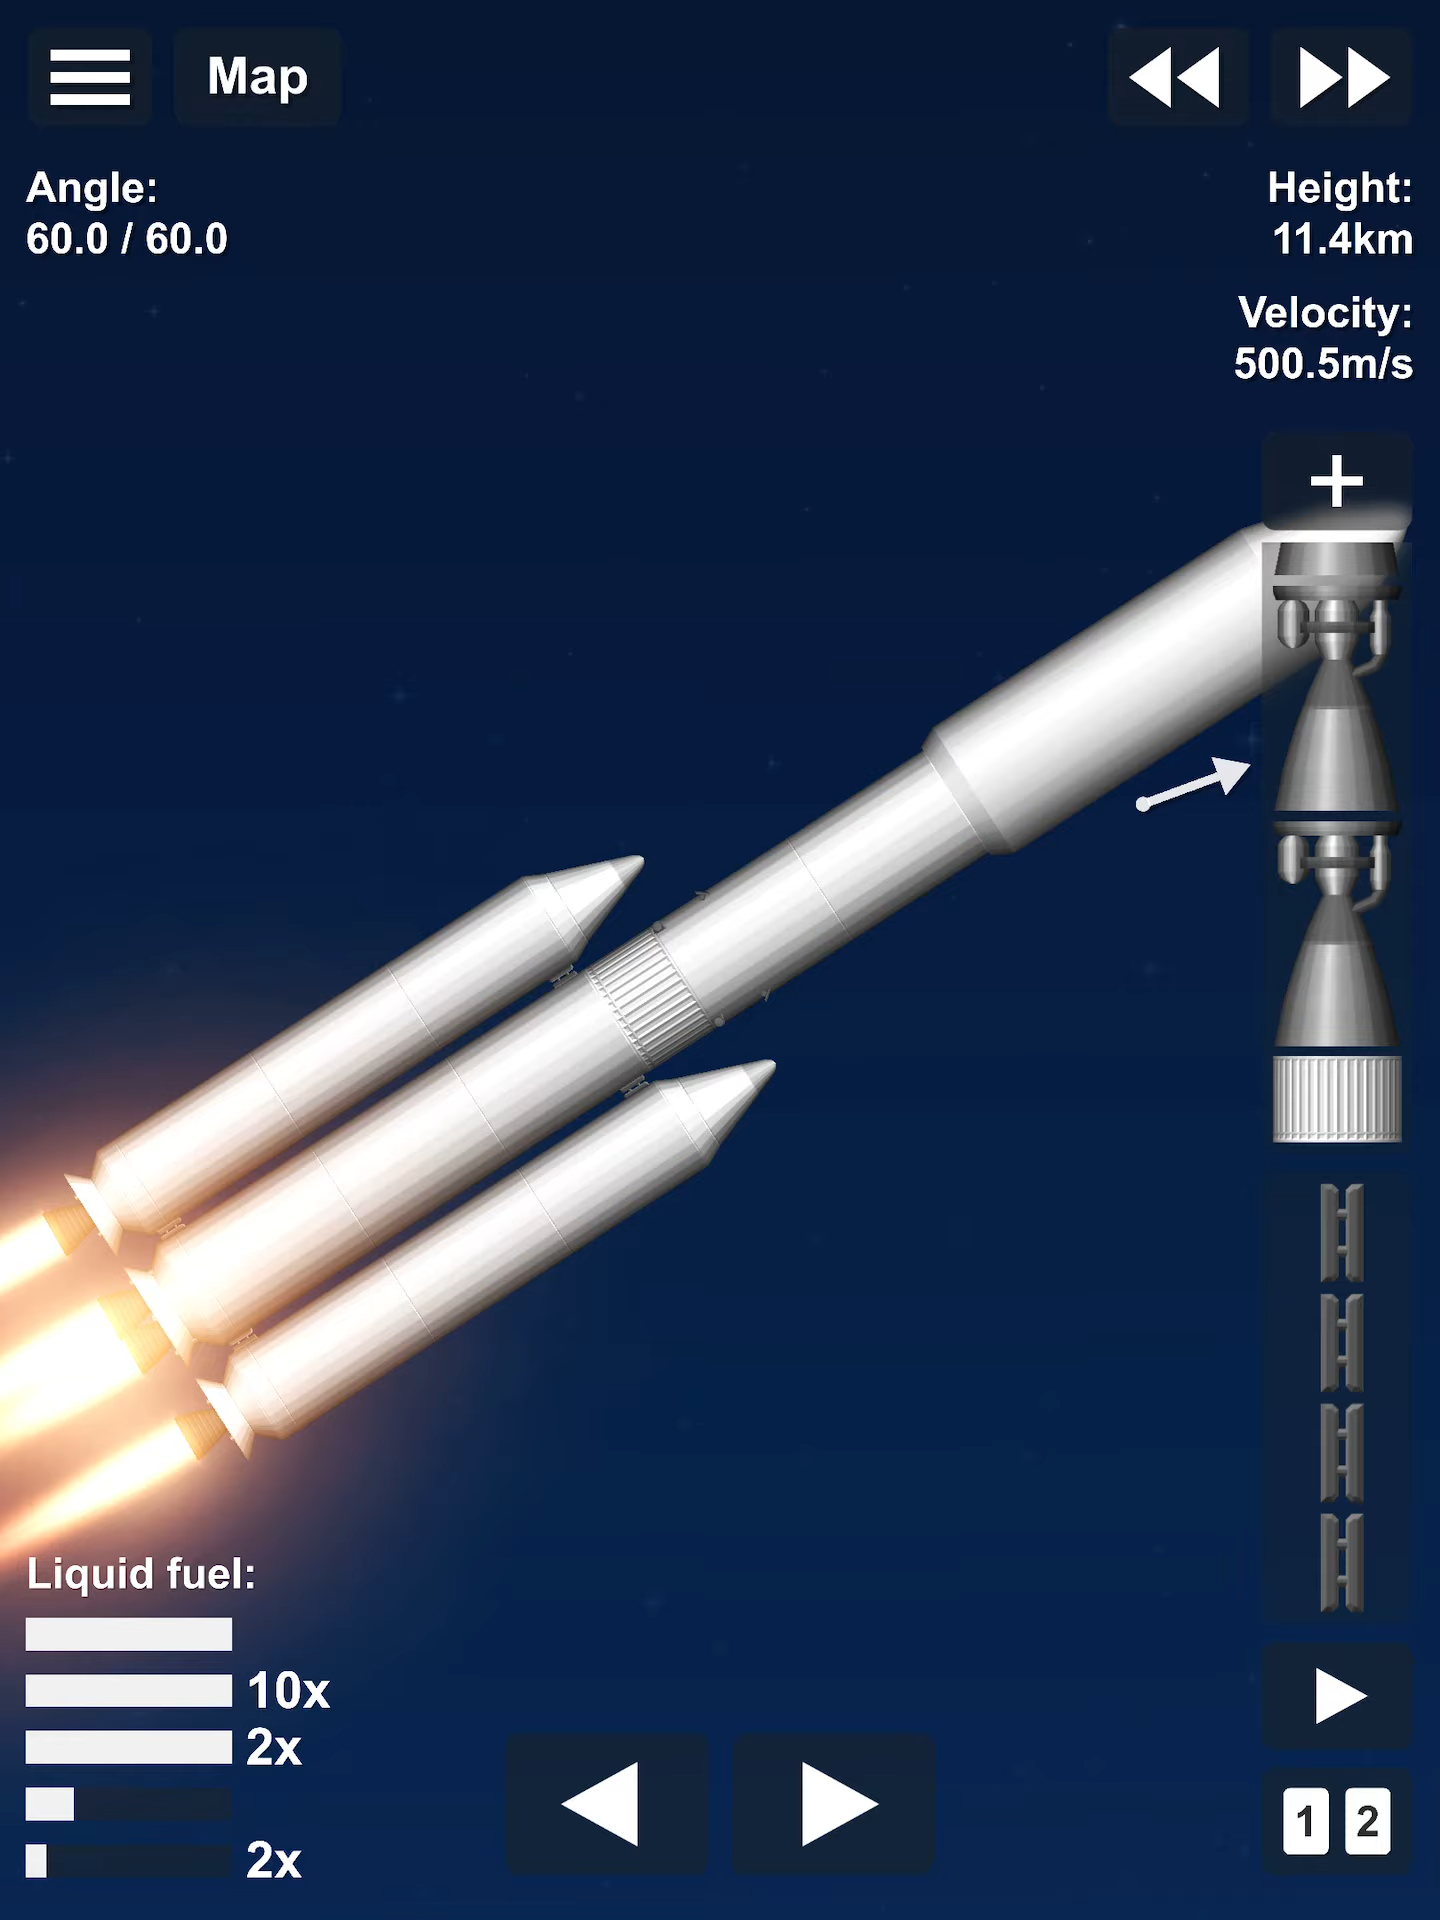 Map
Angle:
60.0 / 60.0
Height:
11.4km
Velocity:
500.5m/s
Liquid fuel:
10x
2x
2x
1 2